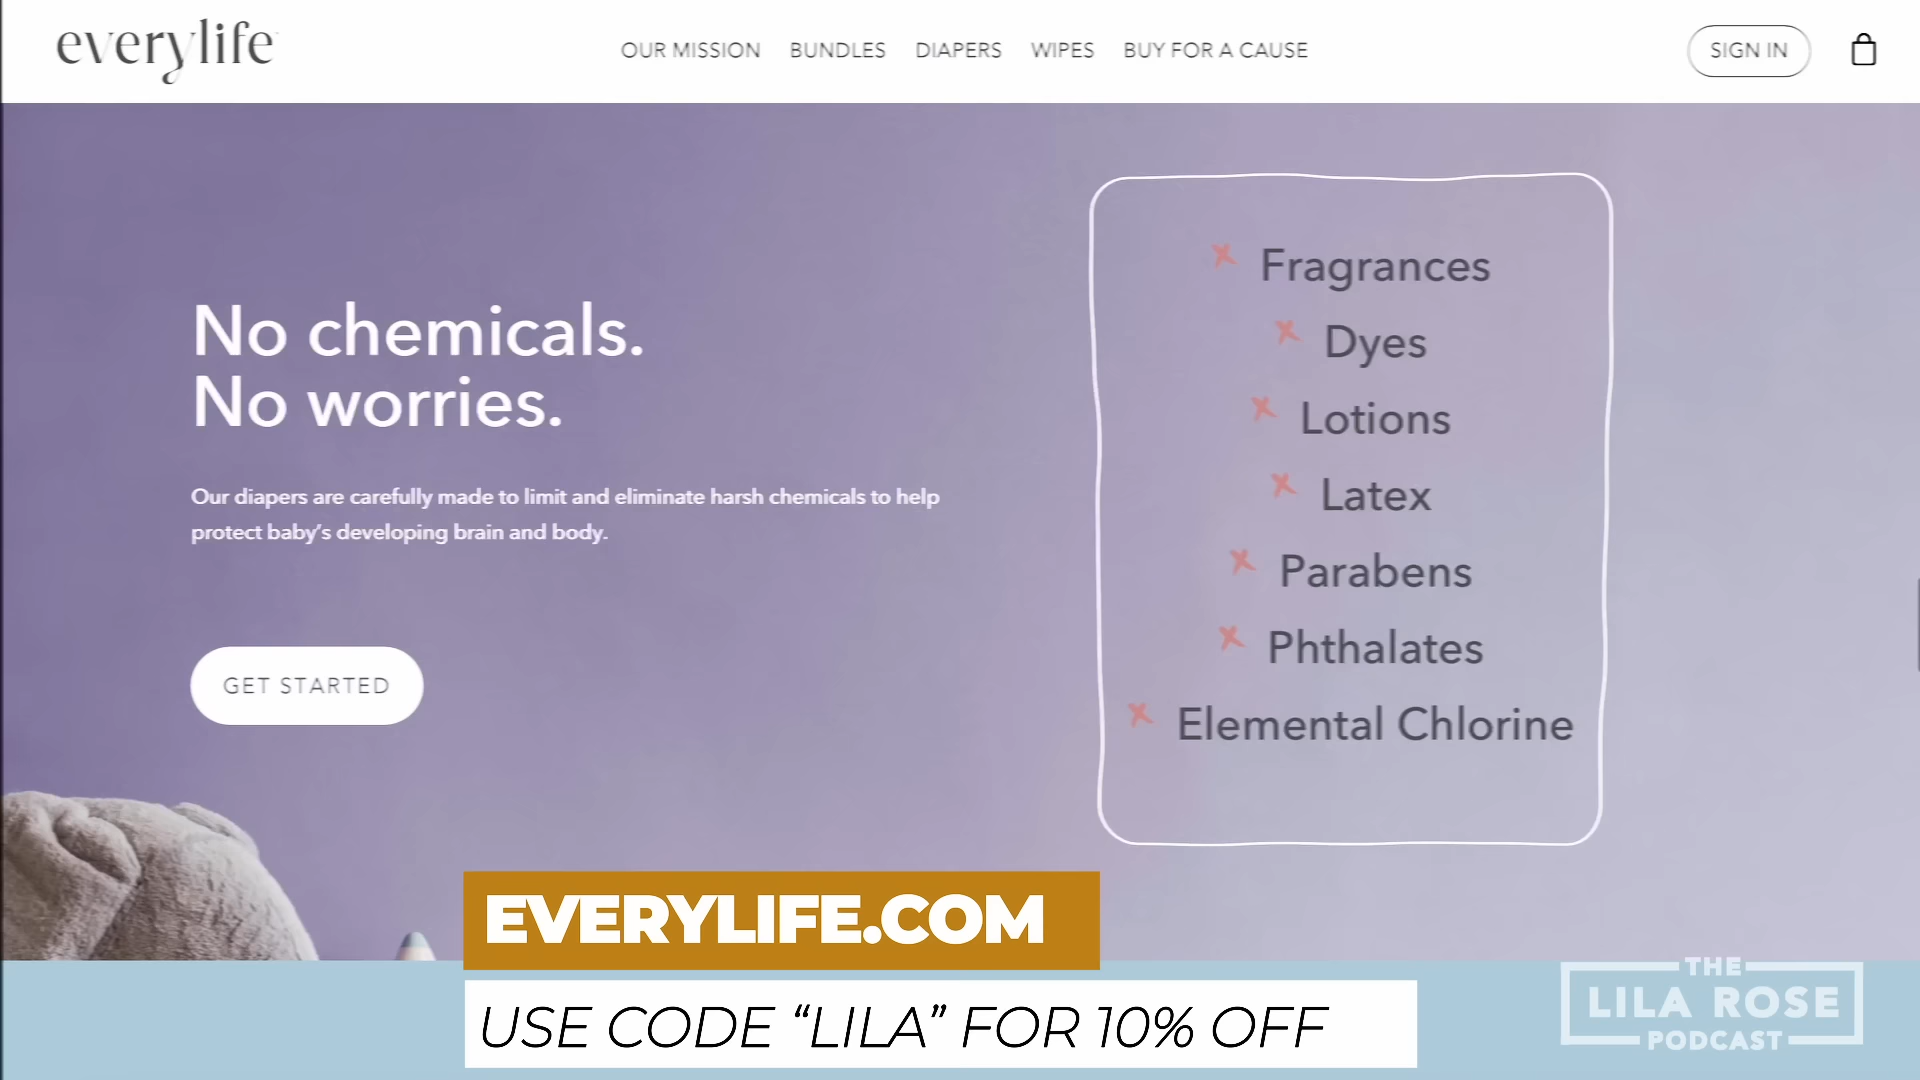 everylife
OUR MISSION BUNDLES DIAPERS WIPES BUY FOR A CAUSE
SIGN IN
No chemicals.
No worries.
Our diapers are carefully made to limit and eliminate harsh chemicals to help
protect baby's developing brain and body.
GET STARTED
Fragrances
Dyes
Lotions
Latex
Parabens
Phthalates
Elemental Chlorine
EVERYLIFE.COM
USE CODE “LILA” FOR 10% OFF
THE
LILA ROSE
PODCAST